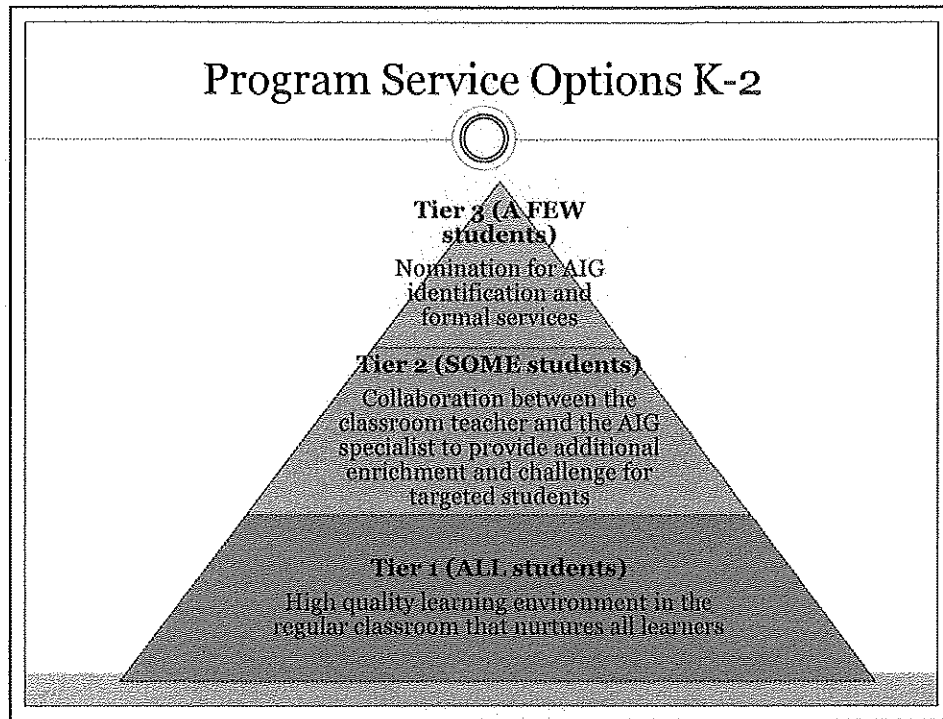 Program Service Options K-2
Tier 3 (A FEW
students)
Nomination for AIG
identification and
formal services
Tier 2 (SOME students)
Collaboration between the
classroom teacher and the AIG
specialist to provide additional
enrichment and challenge for
targeted students
Tier 1 (ALL students)
High quality learning environment in the
regular classroom that nurtures all learners